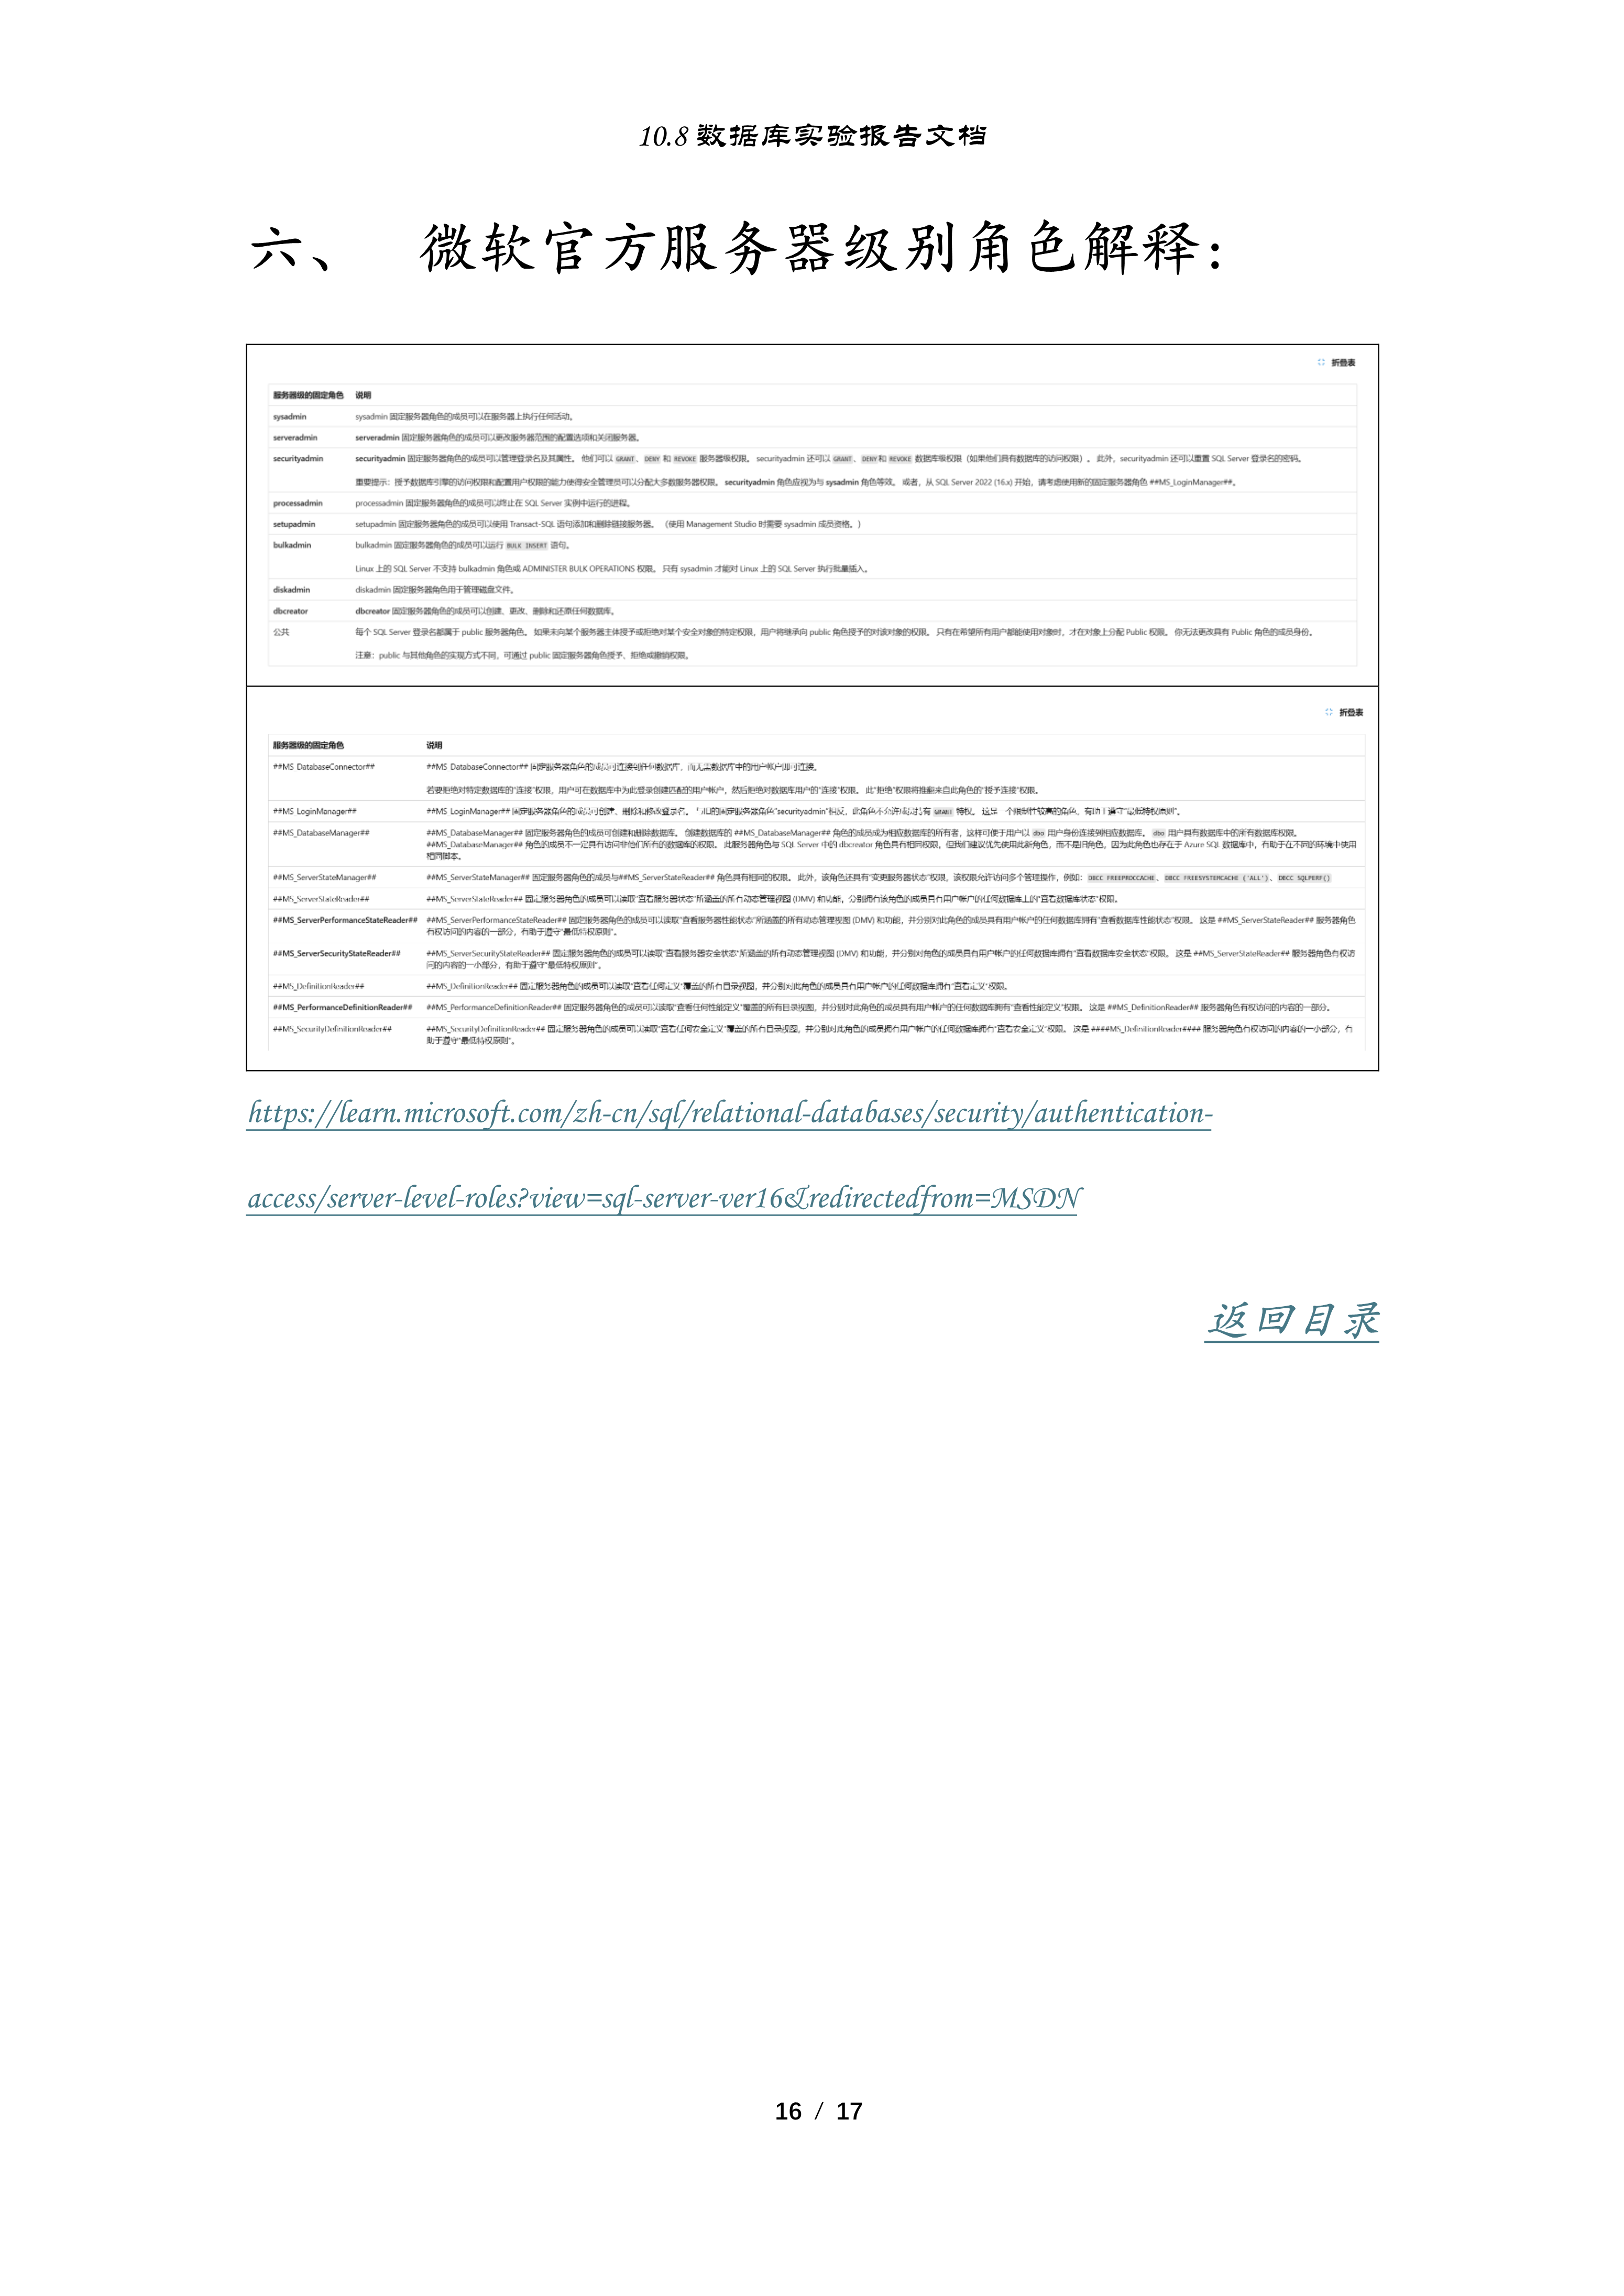 10.8 数据库实验报告文档
六、 微软官方服务器级别角色解释：
折叠表
服务器级的固定角色 说明
sysadmin sysadmin 固定服务器角色的成员可以在服务器上执行任何活动。
serveradmin serveradmin 固定服务器角色的成员可以更改服务器范围的配置选项和关闭服务器。
securityadmin securityadmin 固定服务器角色的成员可以管理登录名及其属性。 他们可以 GRANT、DENY 和 REVOKE 服务器级权限。 securityadmin 还可以 GRANT、DENY和 REVOKE 数据库级权限（如果他们具有数据库的访问权限）。 此外，securityadmin 还可以重置 SQL Server 登录名的密码。
重要提示：授予数据库引擎的访问权限和配置用户权限的能力使得安全管理员可以分配大多数服务器权限。 securityadmin 角色应视为与 sysadmin 角色等效。 或者，从 SQL Server 2022 (16.x) 开始，请考虑使用新的固定服务器角色 ##MS_LoginManager##。
processadmin processadmin 固定服务器角色的成员可以终止在 SQL Server 实例中运行的进程。
setupadmin setupadmin 固定服务器角色的成员可以使用 Transact-SQL 语句添加和删除链接服务器。 （使用 Management Studio 时需要 sysadmin 成员资格。）
bulkadmin bulkadmin 固定服务器角色的成员可以运行 BULK INSERT 语句。
Linux 上的 SQL Server 不支持 bulkadmin 角色或 ADMINISTER BULK OPERATIONS 权限。 只有 sysadmin 才能对 Linux 上的 SQL Server 执行批量插入。
diskadmin diskadmin 固定服务器角色用于管理磁盘文件。
dbcreator dbcreator 固定服务器角色的成员可以创建、更改、删除和还原任何数据库。
公共 每个 SQL Server 登录名都属于 public 服务器角色。 如果未向某个服务器主体授予或拒绝对某个安全对象的特定权限，用户将继承向 public 角色授予的对该对象的权限。 只有在希望所有用户都能使用对象时，才在对象上分配 Public 权限。 你无法更改具有 Public 角色的成员身份。
注意：public 与其他角色的实现方式不同，可通过 public 固定服务器角色授予、拒绝或撤销权限。
折叠表
服务器级的固定角色 说明
##MS_DatabaseConnector## ##MS_DatabaseConnector## 固定服务器角色的成员可连接到任何数据库，而无需数据库中的用户帐户即可连接。
若要拒绝对特定数据库的“连接”权限，用户可在数据库中为此登录创建匹配的用户帐户，然后拒绝对数据库用户的“连接”权限。 此“拒绝”权限将推翻来自此角色的“授予连接”权限。
##MS_LoginManager## ##MS_LoginManager## 固定服务器角色的成员可创建、删除和修改登录名。 与旧的固定服务器角色“securityadmin”相反，此角色不允许成员持有 GRANT 特权。 这是一个限制性较高的角色，有助于遵守“最低特权原则”。
##MS_DatabaseManager## ##MS_DatabaseManager## 固定服务器角色的成员可创建和删除数据库。 创建数据库的 ##MS_DatabaseManager## 角色的成员成为相应数据库的所有者，这样可便于用户以 dbo 用户身份连接到相应数据库。 dbo 用户具有数据库中的所有数据库权限。
##MS_DatabaseManager## 角色的成员不一定具有访问非他们所有的数据库的权限。 此服务器角色与 SQL Server 中的 dbcreator 角色具有相同权限，但我们建议优先使用此新角色，而不是旧角色，因为此角色也存在于 Azure SQL 数据库中，有助于在不同的环境中使用
相同脚本。
##MS_ServerStateManager## ##MS_ServerStateManager## 固定服务器角色的成员与##MS_ServerStateReader## 角色具有相同的权限。 此外，该角色还具有“变更服务器状态”权限，该权限允许访问多个管理操作，例如：DBCC FREEPROCCACHE、DBCC FREESYSTEMCACHE ('ALL')、DBCC SQLPERF()
##MS_ServerStateReader## ##MS_ServerStateReader## 固定服务器角色的成员可以读取“查看服务器状态”所涵盖的所有动态管理视图 (DMV) 和功能，分别拥有该角色的成员具有用户帐户的任何数据库上的“查看数据库状态”权限。
##MS_ServerPerformanceStateReader## ##MS_ServerPerformanceStateReader## 固定服务器角色的成员可以读取“查看服务器性能状态”所涵盖的所有动态管理视图 (DMV) 和功能，并分别对此角色的成员具有用户帐户的任何数据库拥有“查看数据库性能状态”权限。 这是 ##MS_ServerStateReader## 服务器角色
有权访问的内容的一部分，有助于遵守“最低特权原则”。
##MS_ServerSecurityStateReader## ##MS_ServerSecurityStateReader## 固定服务器角色的成员可以读取“查看服务器安全状态”所涵盖的所有动态管理视图 (DMV) 和功能，并分别对角色的成员具有用户帐户的任何数据库拥有“查看数据库安全状态”权限。 这是 ##MS_ServerStateReader## 服务器角色有权访
问的内容的一小部分，有助于遵守“最低特权原则”。
##MS_DefinitionReader## ##MS_DefinitionReader## 固定服务器角色的成员可以读取“查看任何定义”覆盖的所有目录视图，并分别对此角色的成员具有用户帐户的任何数据库拥有“查看定义”权限。
##MS_PerformanceDefinitionReader## ##MS_PerformanceDefinitionReader## 固定服务器角色的成员可以读取“查看任何性能定义”覆盖的所有目录视图，并分别对此角色的成员具有用户帐户的任何数据库拥有“查看性能定义”权限。 这是 ##MS_DefinitionReader## 服务器角色有权访问的内容的一部分。
##MS_SecurityDefinitionReader## ##MS_SecurityDefinitionReader## 固定服务器角色的成员可以读取“查看任何安全定义”覆盖的所有目录视图，并分别对此角色的成员拥有用户帐户的任何数据库拥有“查看安全定义”权限。 这是 ####MS_DefinitionReader#### 服务器角色有权访问的内容的一小部分，有
助于遵守“最低特权原则”。
https://learn.microsoft.com/zh-cn/sql/relational-databases/security/authentication-
access/server-level-roles?view=sql-server-ver16&redirectedfrom=MSDN
返回目录
16 / 17